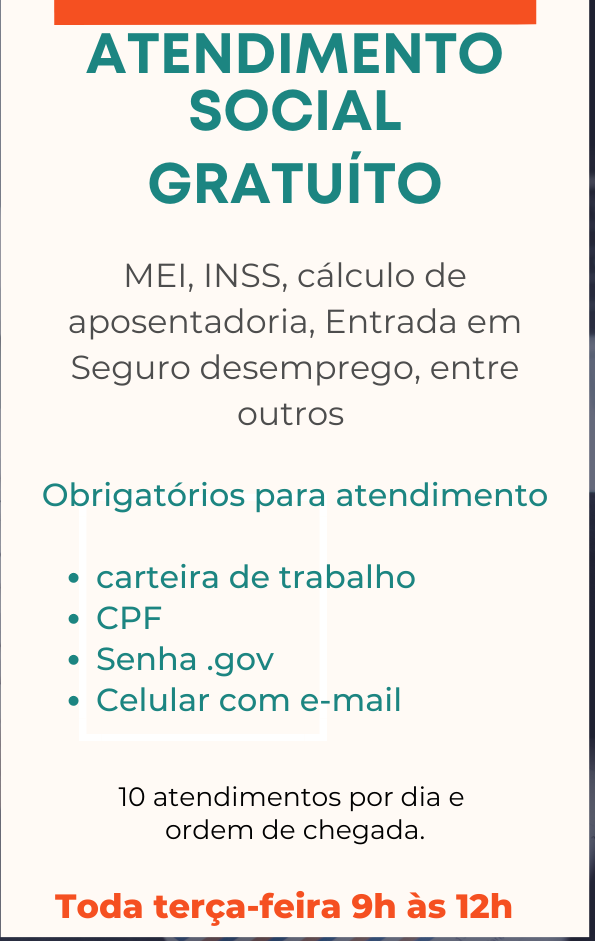 ATENDIMENTO
SOCIAL
GRATUÍTO
MEI, INSS, cálculo de
aposentadoria, Entrada em
Seguro desemprego, entre
outros
Obrigatórios para atendimento
• carteira de trabalho
• CPF
• Senha .gov
• Celular com e-mail
10 atendimentos por dia e
ordem de chegada.
Toda terça-feira 9h às 12h